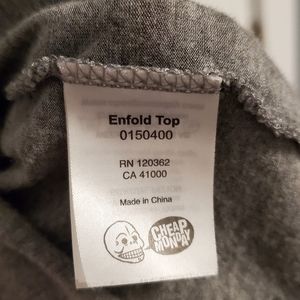 Enfold Top
0150400
RN 120362
CA 41000
Made in China
CHEAP
MONDAY